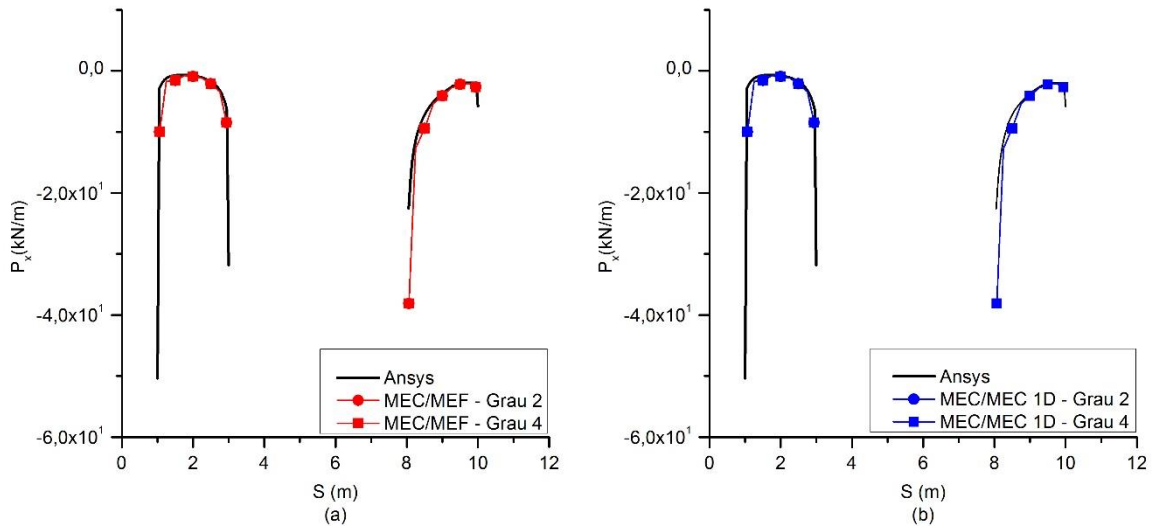 0,0
-2,0x10¹
-4,0x10¹
-6,0x10¹
Pₓ(kN/m)
Ansys
MEC/MEF - Grau 2
MEC/MEF - Grau 4
0 2 4 6 8 10 12
S (m)
(a)
0,0
-2,0x10¹
-4,0x10¹
-6,0x10¹
Pₓ(kN/m)
Ansys
MEC/MEC 1D - Grau 2
MEC/MEC 1D - Grau 4
0 2 4 6 8 10 12
S (m)
(b)